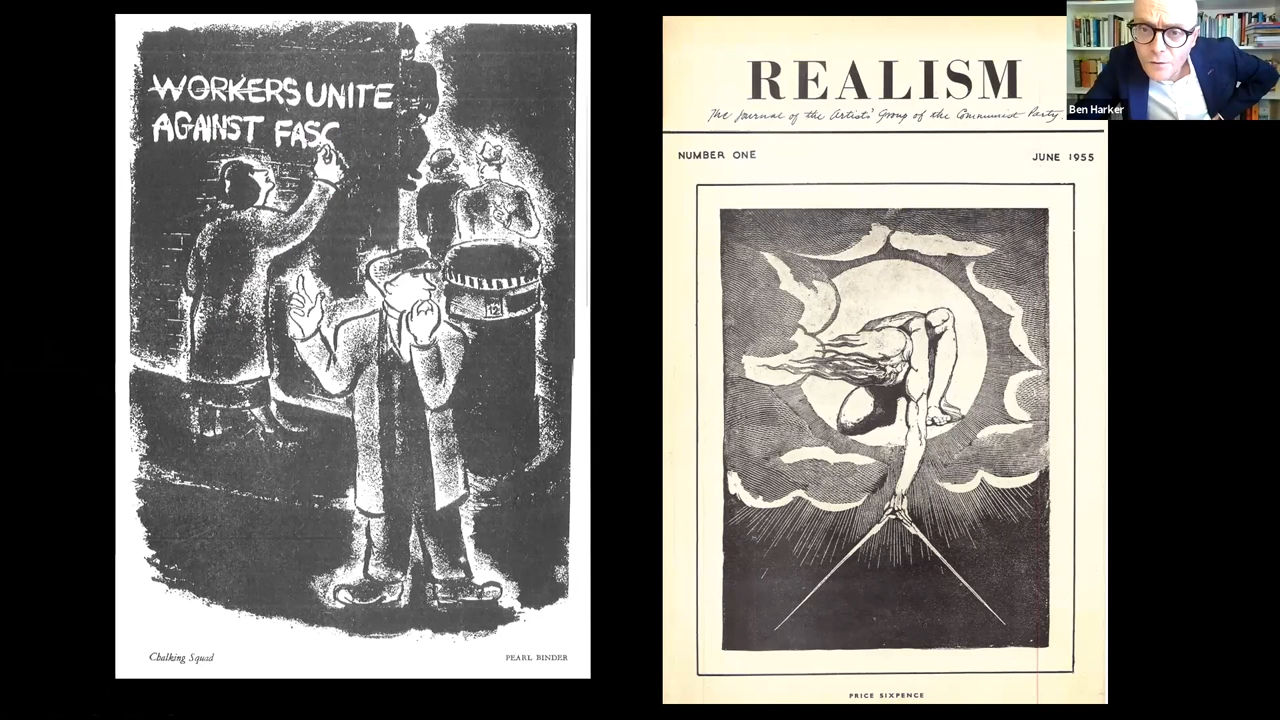 WORKERS UNITE
AGAINST FASC
12
Chalking Squad
PEARL BINDER
REALISM
The Journal of the Artists' Group of the Communist Party.
NUMBER ONE
JUNE 1955
PRICE SIXPENCE
Ben Harker